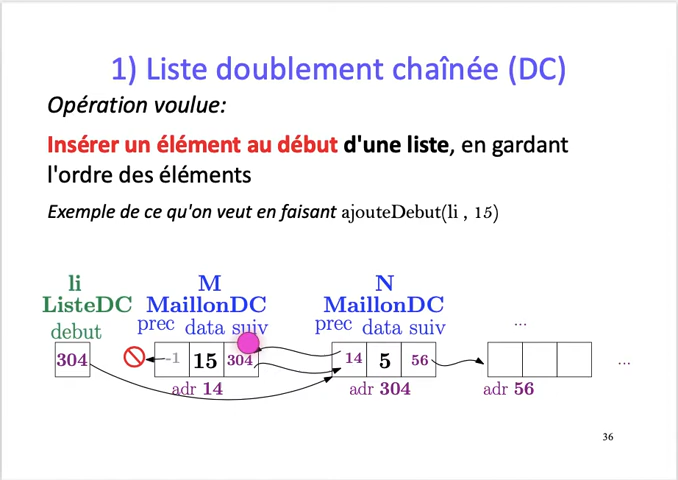 1) Liste doublement chaînée (DC)
Opération voulue:
Insérer un élément au début d'une liste, en gardant
l'ordre des éléments
Exemple de ce qu'on veut en faisant ajouteDebut(li , 15)
li M N
ListeDC MaillonDC MaillonDC
debut prec data suiv prec data suiv ...
304 -1 15 304 14 5 56 ...
adr 14 adr 304 adr 56
36